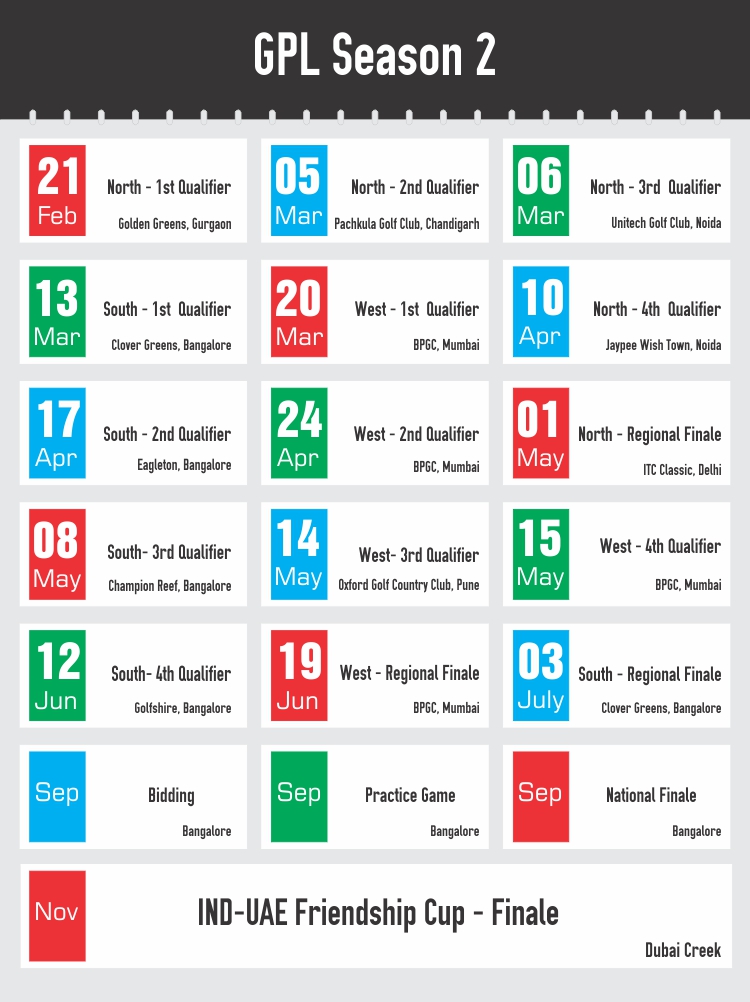 GPL Season 2
21
Feb
North - 1st Qualifier
Golden Greens, Gurgaon
05
Mar
North - 2nd Qualifier
Pachkula Golf Club, Chandigarh
06
Mar
North - 3rd Qualifier
Unitech Golf Club, Noida
13
Mar
South - 1st Qualifier
Clover Greens, Bangalore
20
Mar
West - 1st Qualifier
BPGC, Mumbai
10
Apr
North - 4th Qualifier
Jaypee Wish Town, Noida
17
Apr
South - 2nd Qualifier
Eagleton, Bangalore
24
Apr
West - 2nd Qualifier
BPGC, Mumbai
01
May
North - Regional Finale
ITC Classic, Delhi
08
May
South- 3rd Qualifier
Champion Reef, Bangalore
14
May
West- 3rd Qualifier
Oxford Golf Country Club, Pune
15
May
West - 4th Qualifier
BPGC, Mumbai
12
Jun
South- 4th Qualifier
Golfshire, Bangalore
19
Jun
West - Regional Finale
BPGC, Mumbai
03
July
South - Regional Finale
Clover Greens, Bangalore
Sep
Bidding
Bangalore
Sep
Practice Game
Bangalore
Sep
National Finale
Bangalore
Nov
IND-UAE Friendship Cup - Finale
Dubai Creek